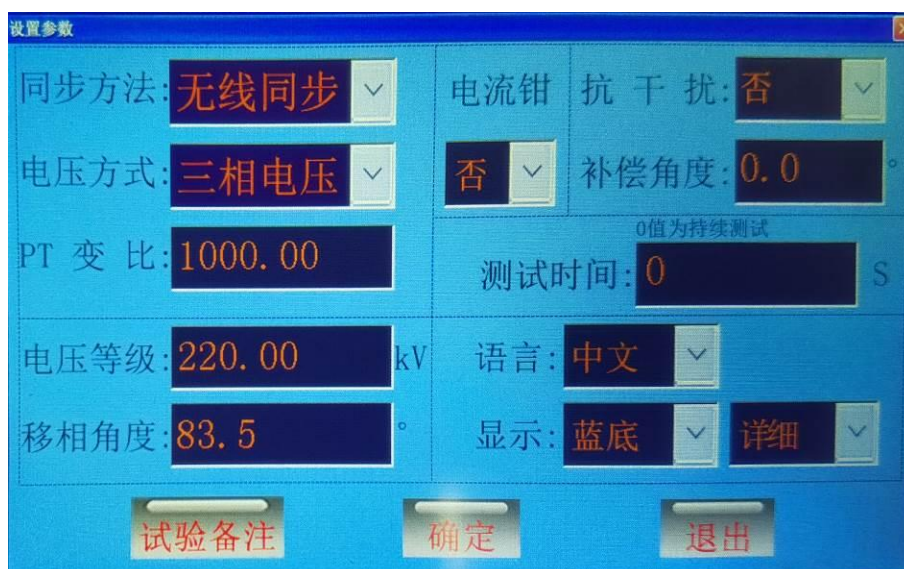 设置参数
同步方法: 无线同步 电流钳 抗干扰: 否
电压方式: 三相电压 否 补偿角度: 0.0 °
0值为持续测试
PT 变比: 1000.00 测试时间: 0 S
电压等级: 220.00 kV 语言: 中文
移相角度: 83.5 ° 显示: 蓝底 详细
试验备注 确定 退出